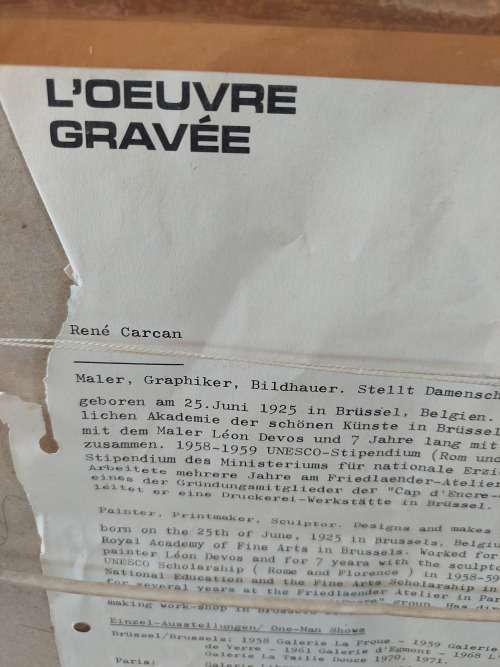 L'OEUVRE
GRAVÉE
René Carcan
Maler, Graphiker, Bildhauer. Stellt Damensch
geboren am 25.Juni 1925 in Brüssel, Belgien.
lichen Akademie der schönen Künste in Brüssel
mit dem Maler Léon Devos und 7 Jahre lang mit
zusammen. 1958-1959 UNESCO-Stipendium (Rom und
Stipendium des Ministeriums für nationale Erzi
Arbeitete mehrere Jahre am Friedlaender-Atelier
eines der Gründungsmitglieder der "Cap d'Encre-
leitet er eine Druckerei-Werkstätte in Brüssel.
Painter, Printmaker, Sculptor. Designs and makes
born on the 25th of June, 1925 in Brussels, Belgiu
Royal Academy of Fine Arts in Brussels. Worked for
painter Léon Devos and for 7 years with the sculpto
UNESCO Scholarship ( Rome and Florence ) in 1958-59
National Education and the Fine Arts Scholarship in
for several years at the Friedlaender Atelier in Par
group. Has
making work-shop in
Einzel-Ausstellungen/ One-Man Shows
Brüssel/Brussels: 1958 Galerie La Proue - 1959 Galerie
de Verre - 1961 Galerie d'Egmont - 1968 L
Galerie La Taille Douce 1970, 1971.
Paris: Galerie